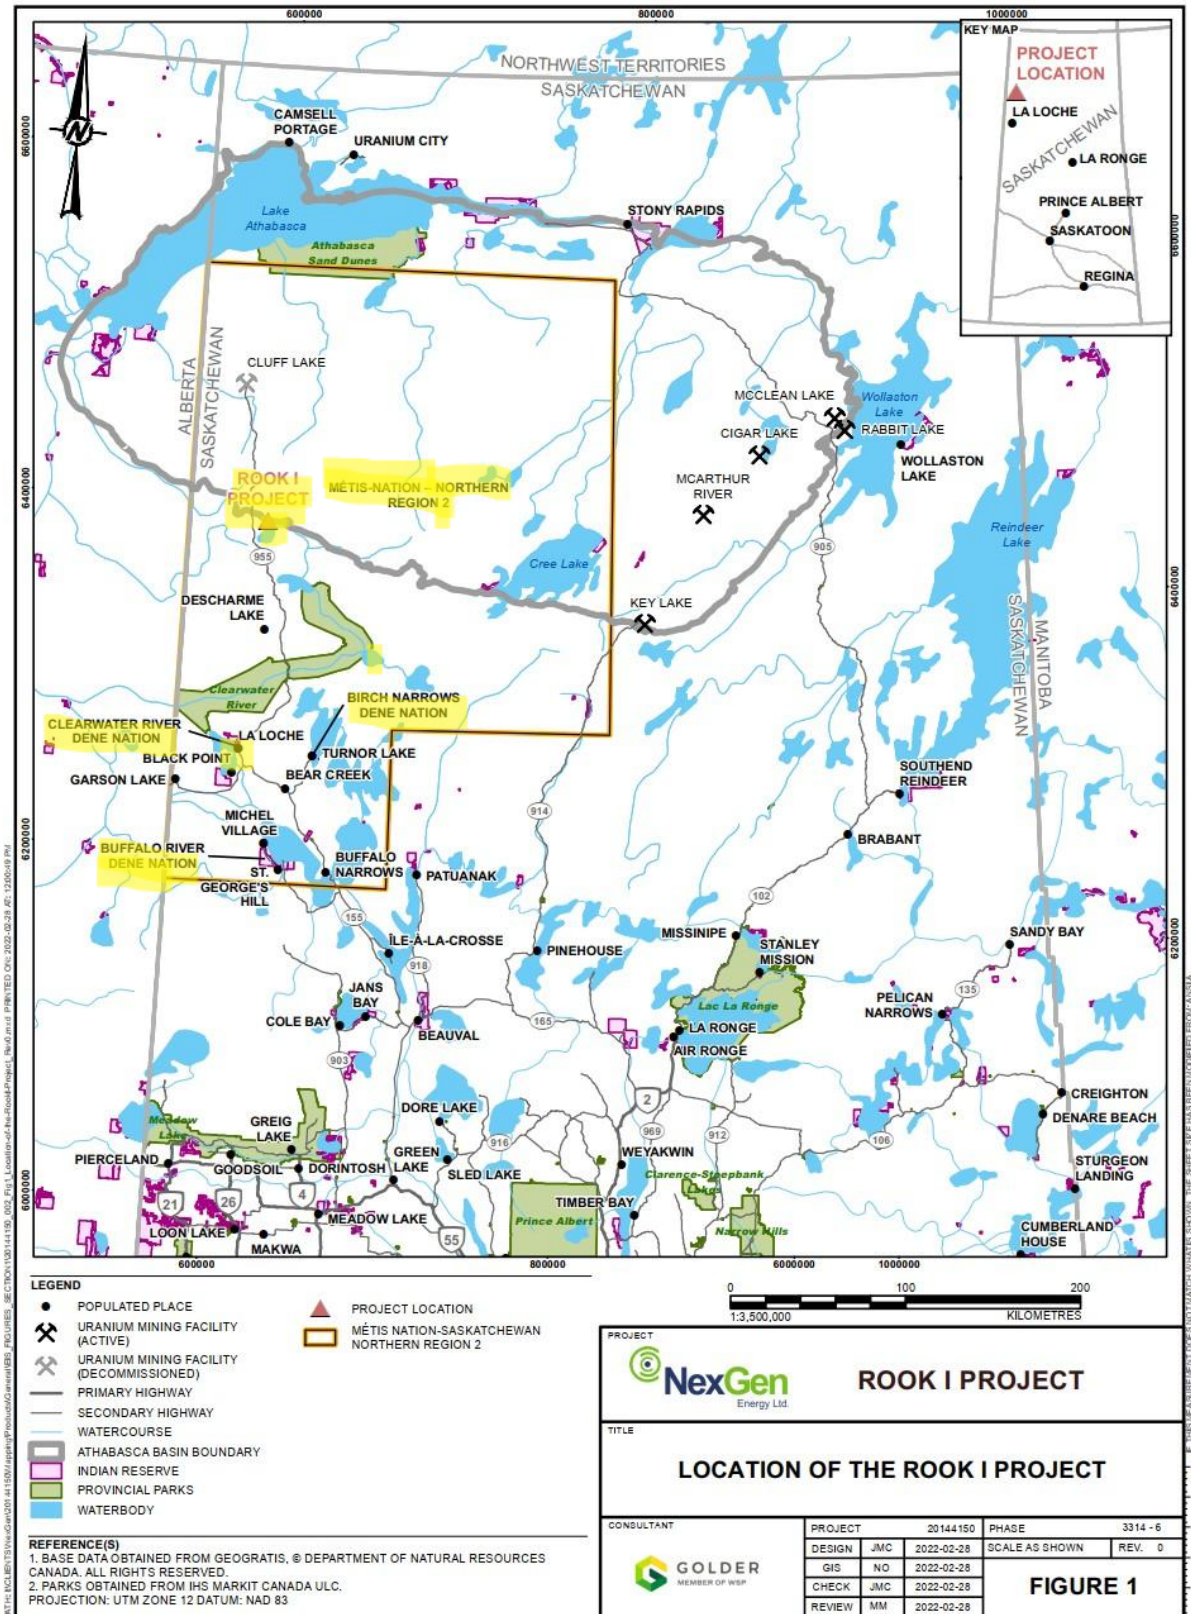 600000
800000
1000000
KEY MAP
PROJECT
LOCATION
LA LOCHE
SASKATCHEWAN
LA RONGE
PRINCE ALBERT
SASKATOON
REGINA
NORTHWEST TERRITORIES
SASKATCHEWAN
N
6600000
6600000
CAMSELL
PORTAGE
URANIUM CITY
Lake
Athabasca
STONY RAPIDS
Athabasca
Sand Dunes
ALBERTA
SASKATCHEWAN
CLUFF LAKE
MCCLEAN LAKE
Wollaston
Lake
RABBIT LAKE
CIGAR LAKE
WOLLASTON
LAKE
MCARTHUR
RIVER
ROOK I
PROJECT
MÉTIS-NATION – NORTHERN
REGION 2
6400000
6400000
Reindeer
Lake
955
905
Cree Lake
DESCHARME
LAKE
KEY LAKE
SASKATCHEWAN
MANITOBA
Clearwater
River
BIRCH NARROWS
DENE NATION
CLEARWATER RIVER
DENE NATION
LA LOCHE
BLACK POINT
TURNOR LAKE
GARSON LAKE
BEAR CREEK
SOUTHEND
REINDEER
914
MICHEL
VILLAGE
BRABANT
6200000
6200000
BUFFALO RIVER
DENE NATION
ST.
GEORGE'S
HILL
BUFFALO
NARROWS
PATUANAK
102
155
MISSINIPE
SANDY BAY
ÎLE-À-LA-CROSSE
PINEHOUSE
STANLEY
MISSION
918
JANS
BAY
135
PELICAN
NARROWS
Lac La Ronge
COLE BAY
BEAUVAL
165
LA RONGE
AIR RONGE
903
2
CREIGHTON
DENARE BEACH
DORE LAKE
Meadow
Lake
GREIG
LAKE
916
969
912
106
PIERCELAND
GOODSOIL
DORINTOSH
GREEN
LAKE
SLED LAKE
WEYAKWIN
STURGEON
LANDING
6000000
Clarence-Steepbank
Lakes
TIMBER BAY
21
26
4
MEADOW LAKE
55
Prince Albert
Narrow Hills
LOON LAKE
MAKWA
CUMBERLAND
HOUSE
600000
800000
6000000
1000000
LEGEND
POPULATED PLACE
URANIUM MINING FACILITY
(ACTIVE)
URANIUM MINING FACILITY
(DECOMMISSIONED)
PRIMARY HIGHWAY
SECONDARY HIGHWAY
WATERCOURSE
ATHABASCA BASIN BOUNDARY
INDIAN RESERVE
PROVINCIAL PARKS
WATERBODY
PROJECT LOCATION
MÉTIS NATION-SASKATCHEWAN
NORTHERN REGION 2
0
100
200
1:3,500,000
KILOMETRES
REFERENCE(S)
1. BASE DATA OBTAINED FROM GEOGRATIS, © DEPARTMENT OF NATURAL RESOURCES
CANADA. ALL RIGHTS RESERVED.
2. PARKS OBTAINED FROM IHS MARKIT CANADA ULC.
PROJECTION: UTM ZONE 12 DATUM: NAD 83
PROJECT
NexGen
Energy Ltd.
ROOK I PROJECT
TITLE
LOCATION OF THE ROOK I PROJECT
CONSULTANT
GOLDER
MEMBER OF WSP
PROJECT 20144150 PHASE 3314 - 6
DESIGN JMC 2022-02-28 SCALE AS SHOWN REV. 0
GIS NO 2022-02-28
CHECK JMC 2022-02-28
REVIEW MM 2022-02-28
FIGURE 1